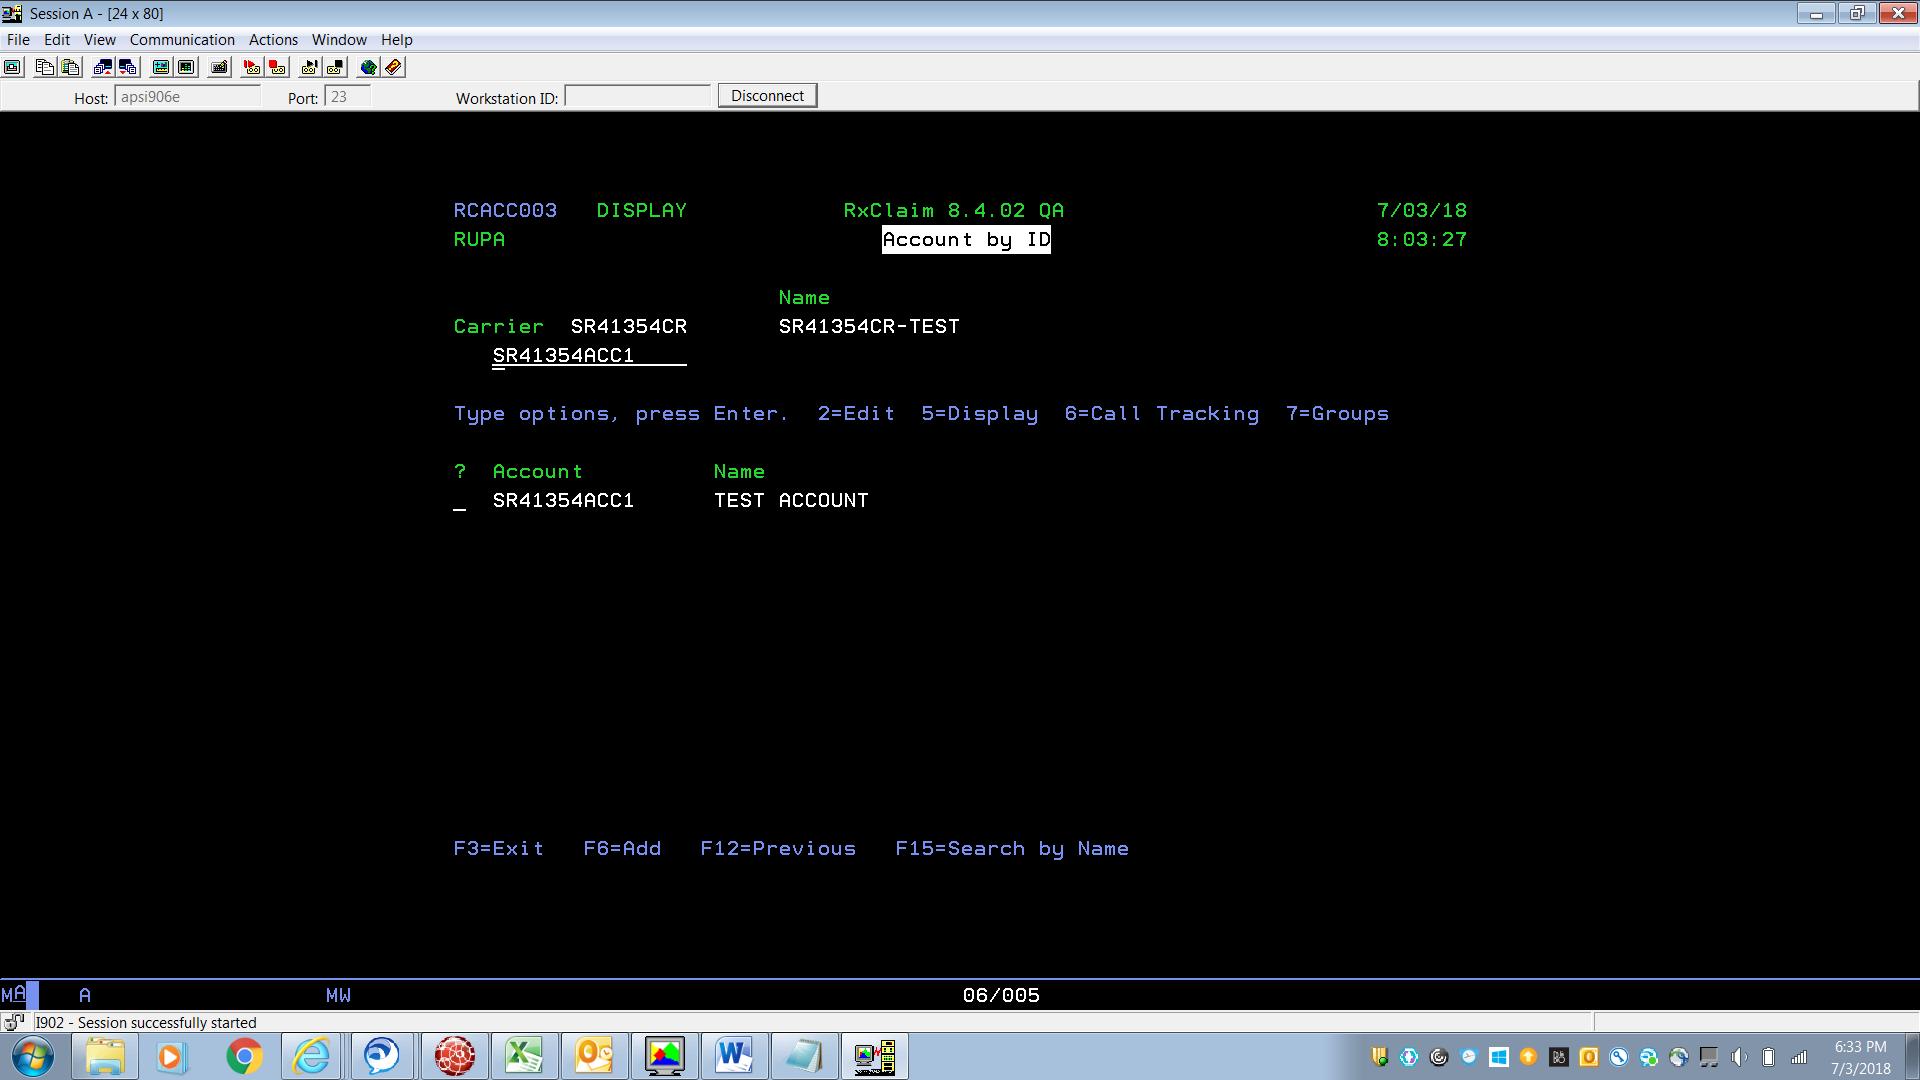 Session A - [24 x 80]
File Edit View Communication Actions Window Help
Host: apsi906e Port: 23 Workstation ID: Disconnect
RCACC003 DISPLAY RxClaim 8.4.02 QA 7/03/18
RUPA Account by ID 8:03:27
Name
Carrier SR41354CR SR41354CR-TEST
SR41354ACC1
Type options, press Enter. 2=Edit 5=Display 6=Call Tracking 7=Groups
? Account Name
_ SR41354ACC1 TEST ACCOUNT
F3=Exit F6=Add F12=Previous F15=Search by Name
MA A MW 06/005
I902 - Session successfully started
6:33 PM
7/3/2018